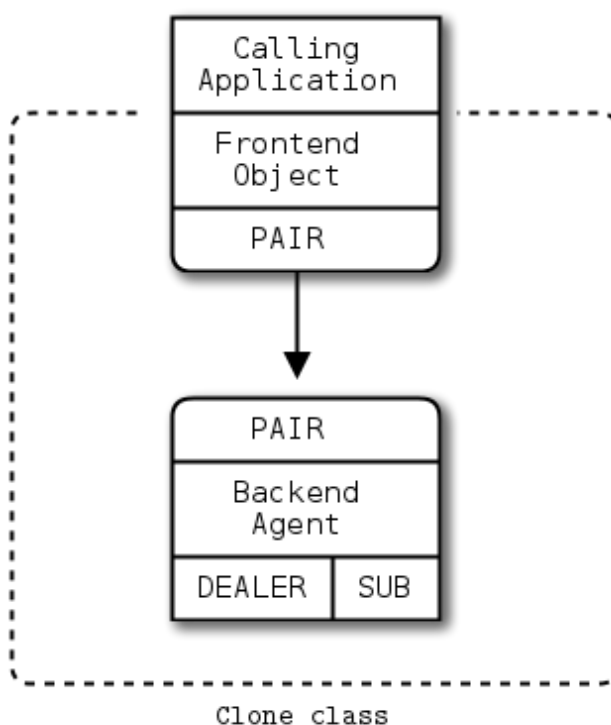 Calling
Application
Frontend
Object
PAIR
PAIR
Backend
Agent
DEALER SUB
Clone class